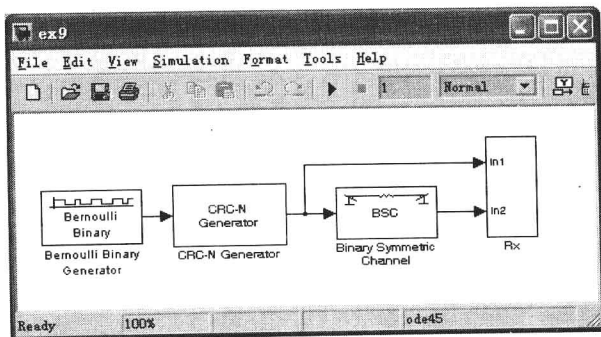 ex9
File Edit View Simulation Format Tools Help
1 Normal
Bernoulli
Binary
Bernoulli Binary
Generator
CRC-N
Generator
CRC-N Generator
BSC
Binary Symmetric
Channel
In1
In2
Rx
Ready 100% ode45